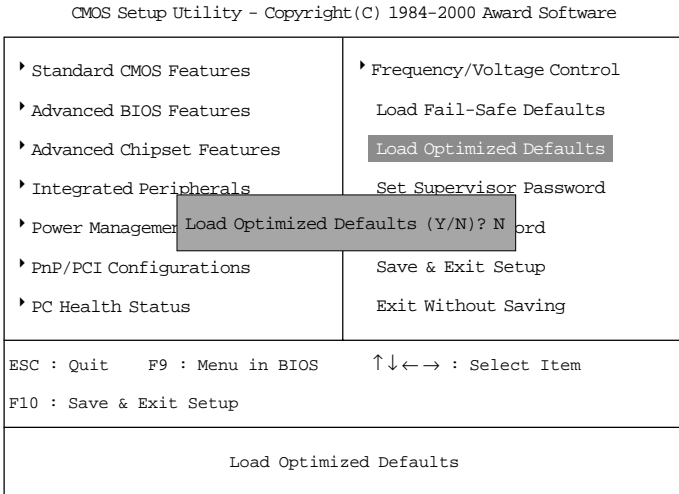 CMOS Setup Utility - Copyright(C) 1984-2000 Award Software
Standard CMOS Features
Advanced BIOS Features
Advanced Chipset Features
Integrated Peripherals
Power Managemen
PnP/PCI Configurations
PC Health Status
Frequency/Voltage Control
Load Fail-Safe Defaults
Load Optimized Defaults
Set Supervisor Password
ord
Save & Exit Setup
Exit Without Saving
Load Optimized Defaults (Y/N)? N
ESC : Quit F9 : Menu in BIOS ↑↓←→ : Select Item
F10 : Save & Exit Setup
Load Optimized Defaults